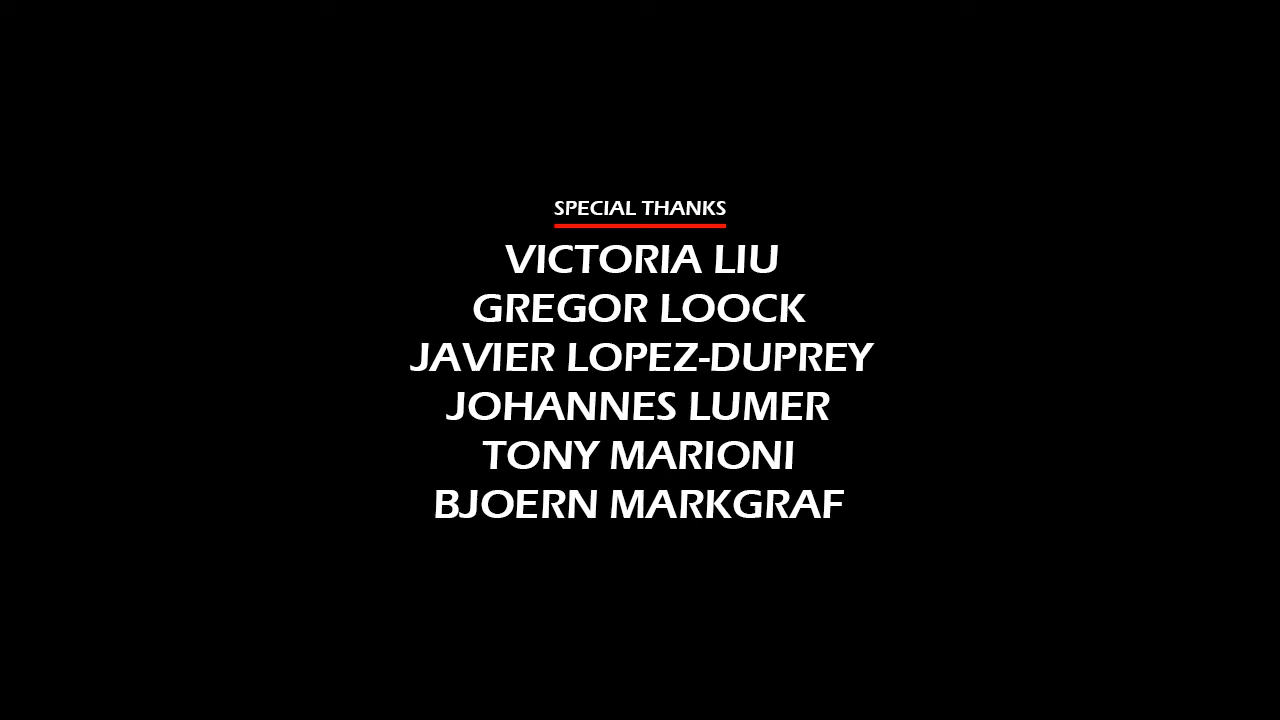 SPECIAL THANKS
VICTORIA LIU
GREGOR LOOCK
JAVIER LOPEZ-DUPREY
JOHANNES LUMER
TONY MARIONI
BJOERN MARKGRAF